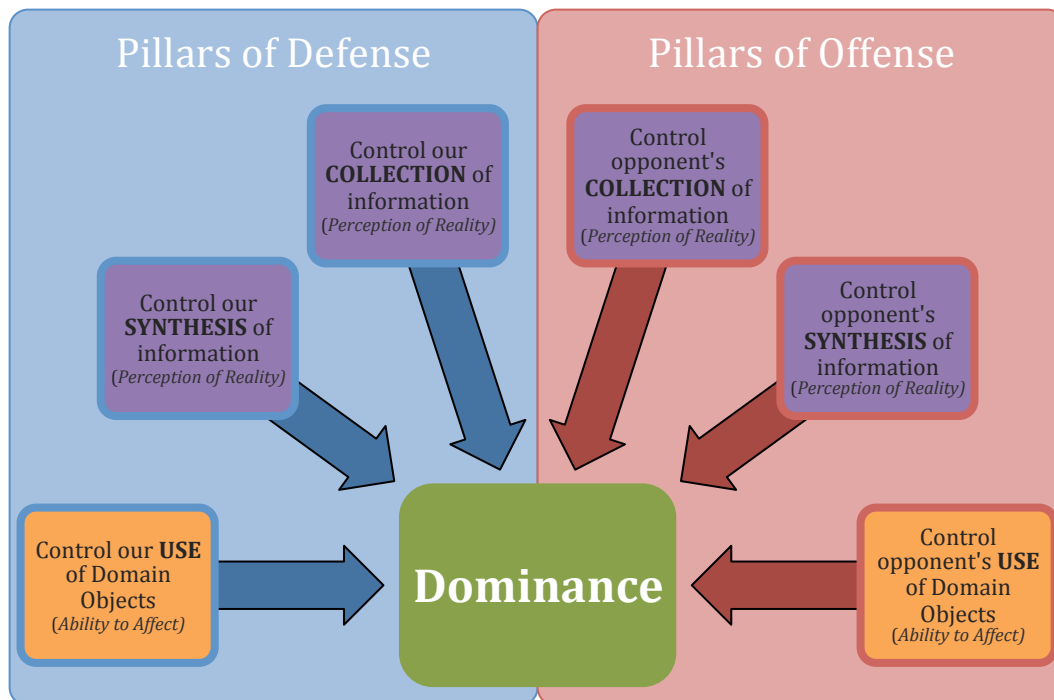 Pillars of Defense
Control our
COLLECTION of
information
(Perception of Reality)
Control our
SYNTHESIS of
information
(Perception of Reality)
Control our USE
of Domain
Objects
(Ability to Affect)
Pillars of Offense
Control
opponent's
COLLECTION of
information
(Perception of Reality)
Control
opponent's
SYNTHESIS of
information
(Perception of Reality)
Control
opponent's USE
of Domain
Objects
(Ability to Affect)
Dominance